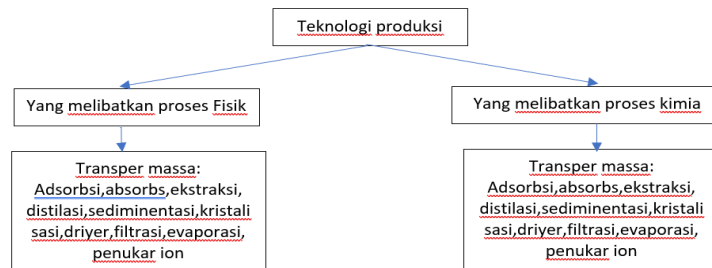 Teknologi produksi
Yang melibatkan proses Fisik
Yang melibatkan proses kimia
Transper massa:
Adsorbsi,absorbs,ekstraksi,
distilasi,sediminentasi,kristali
sasi,driyer,filtrasi,evaporasi,
penukar ion
Transper massa:
Adsorbsi,absorbs,ekstraksi,
distilasi,sediminentasi,kristali
sasi,driyer,filtrasi,evaporasi,
penukar ion